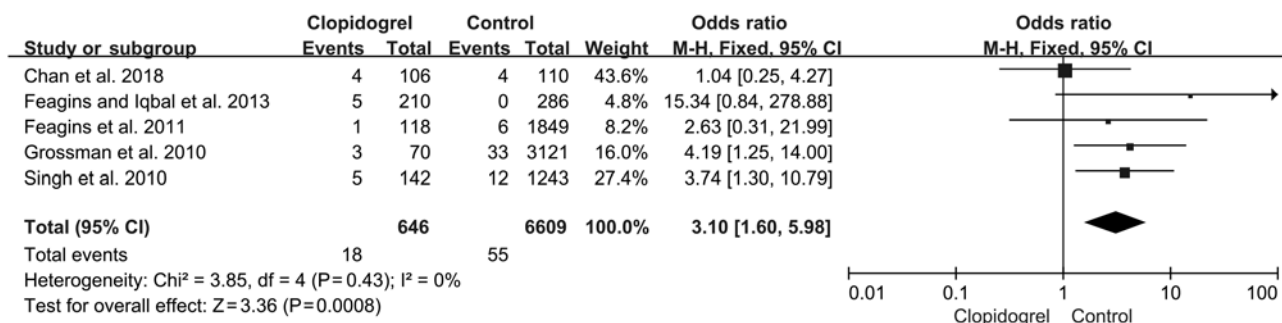 Clopidogrel Control Odds ratio Odds ratio
Study or subgroup Events Total Events Total Weight M-H, Fixed, 95% CI M-H, Fixed, 95% CI
Chan et al. 2018 4 106 4 110 43.6% 1.04 [0.25, 4.27]
Feagins and Iqbal et al. 2013 5 210 0 286 4.8% 15.34 [0.84, 278.88]
Feagins et al. 2011 1 118 6 1849 8.2% 2.63 [0.31, 21.99]
Grossman et al. 2010 3 70 33 3121 16.0% 4.19 [1.25, 14.00]
Singh et al. 2010 5 142 12 1243 27.4% 3.74 [1.30, 10.79]
Total (95% CI) 646 6609 100.0% 3.10 [1.60, 5.98]
Total events 18 55
Heterogeneity: Chi² = 3.85, df = 4 (P=0.43); I² = 0%
Test for overall effect: Z=3.36 (P=0.0008)
0.01 0.1 1 10 100
Clopidogrel Control